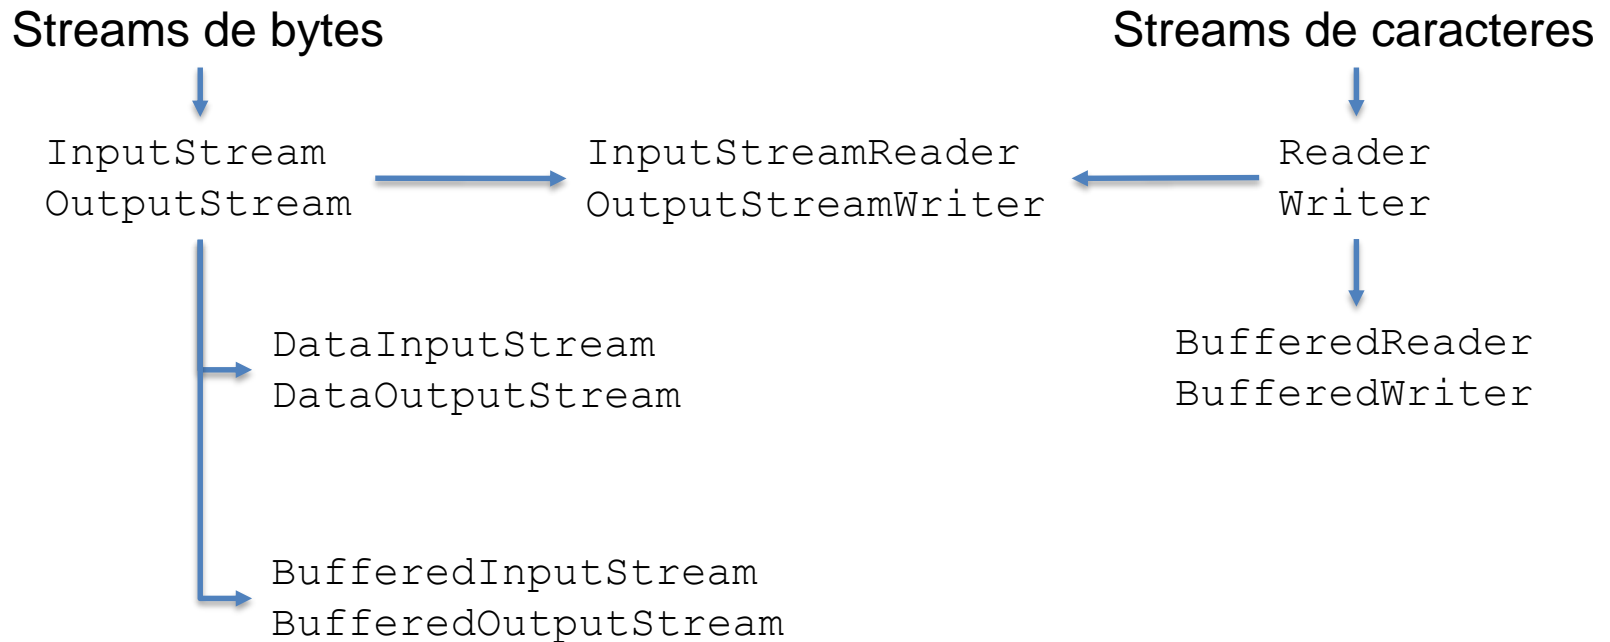 Streams de bytes
Streams de caracteres
InputStream
OutputStream
InputStreamReader
OutputStreamWriter
Reader
Writer
DataInputStream
DataOutputStream
BufferedReader
BufferedWriter
BufferedInputStream
BufferedOutputStream